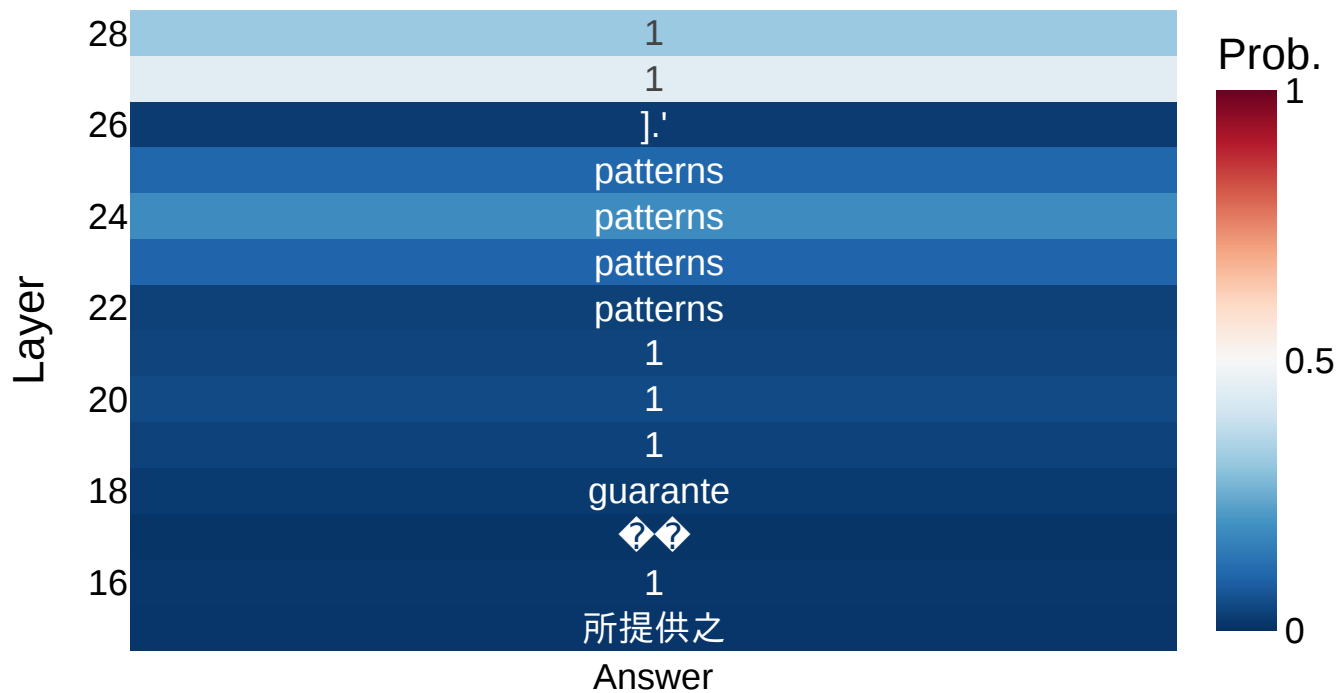 28
1
Prob.
1
1
26
].'
patterns
24
patterns
patterns
22
patterns
Layer
1
0.5
20
1
1
18
guarante
��
16
1
所提供之
0
Answer